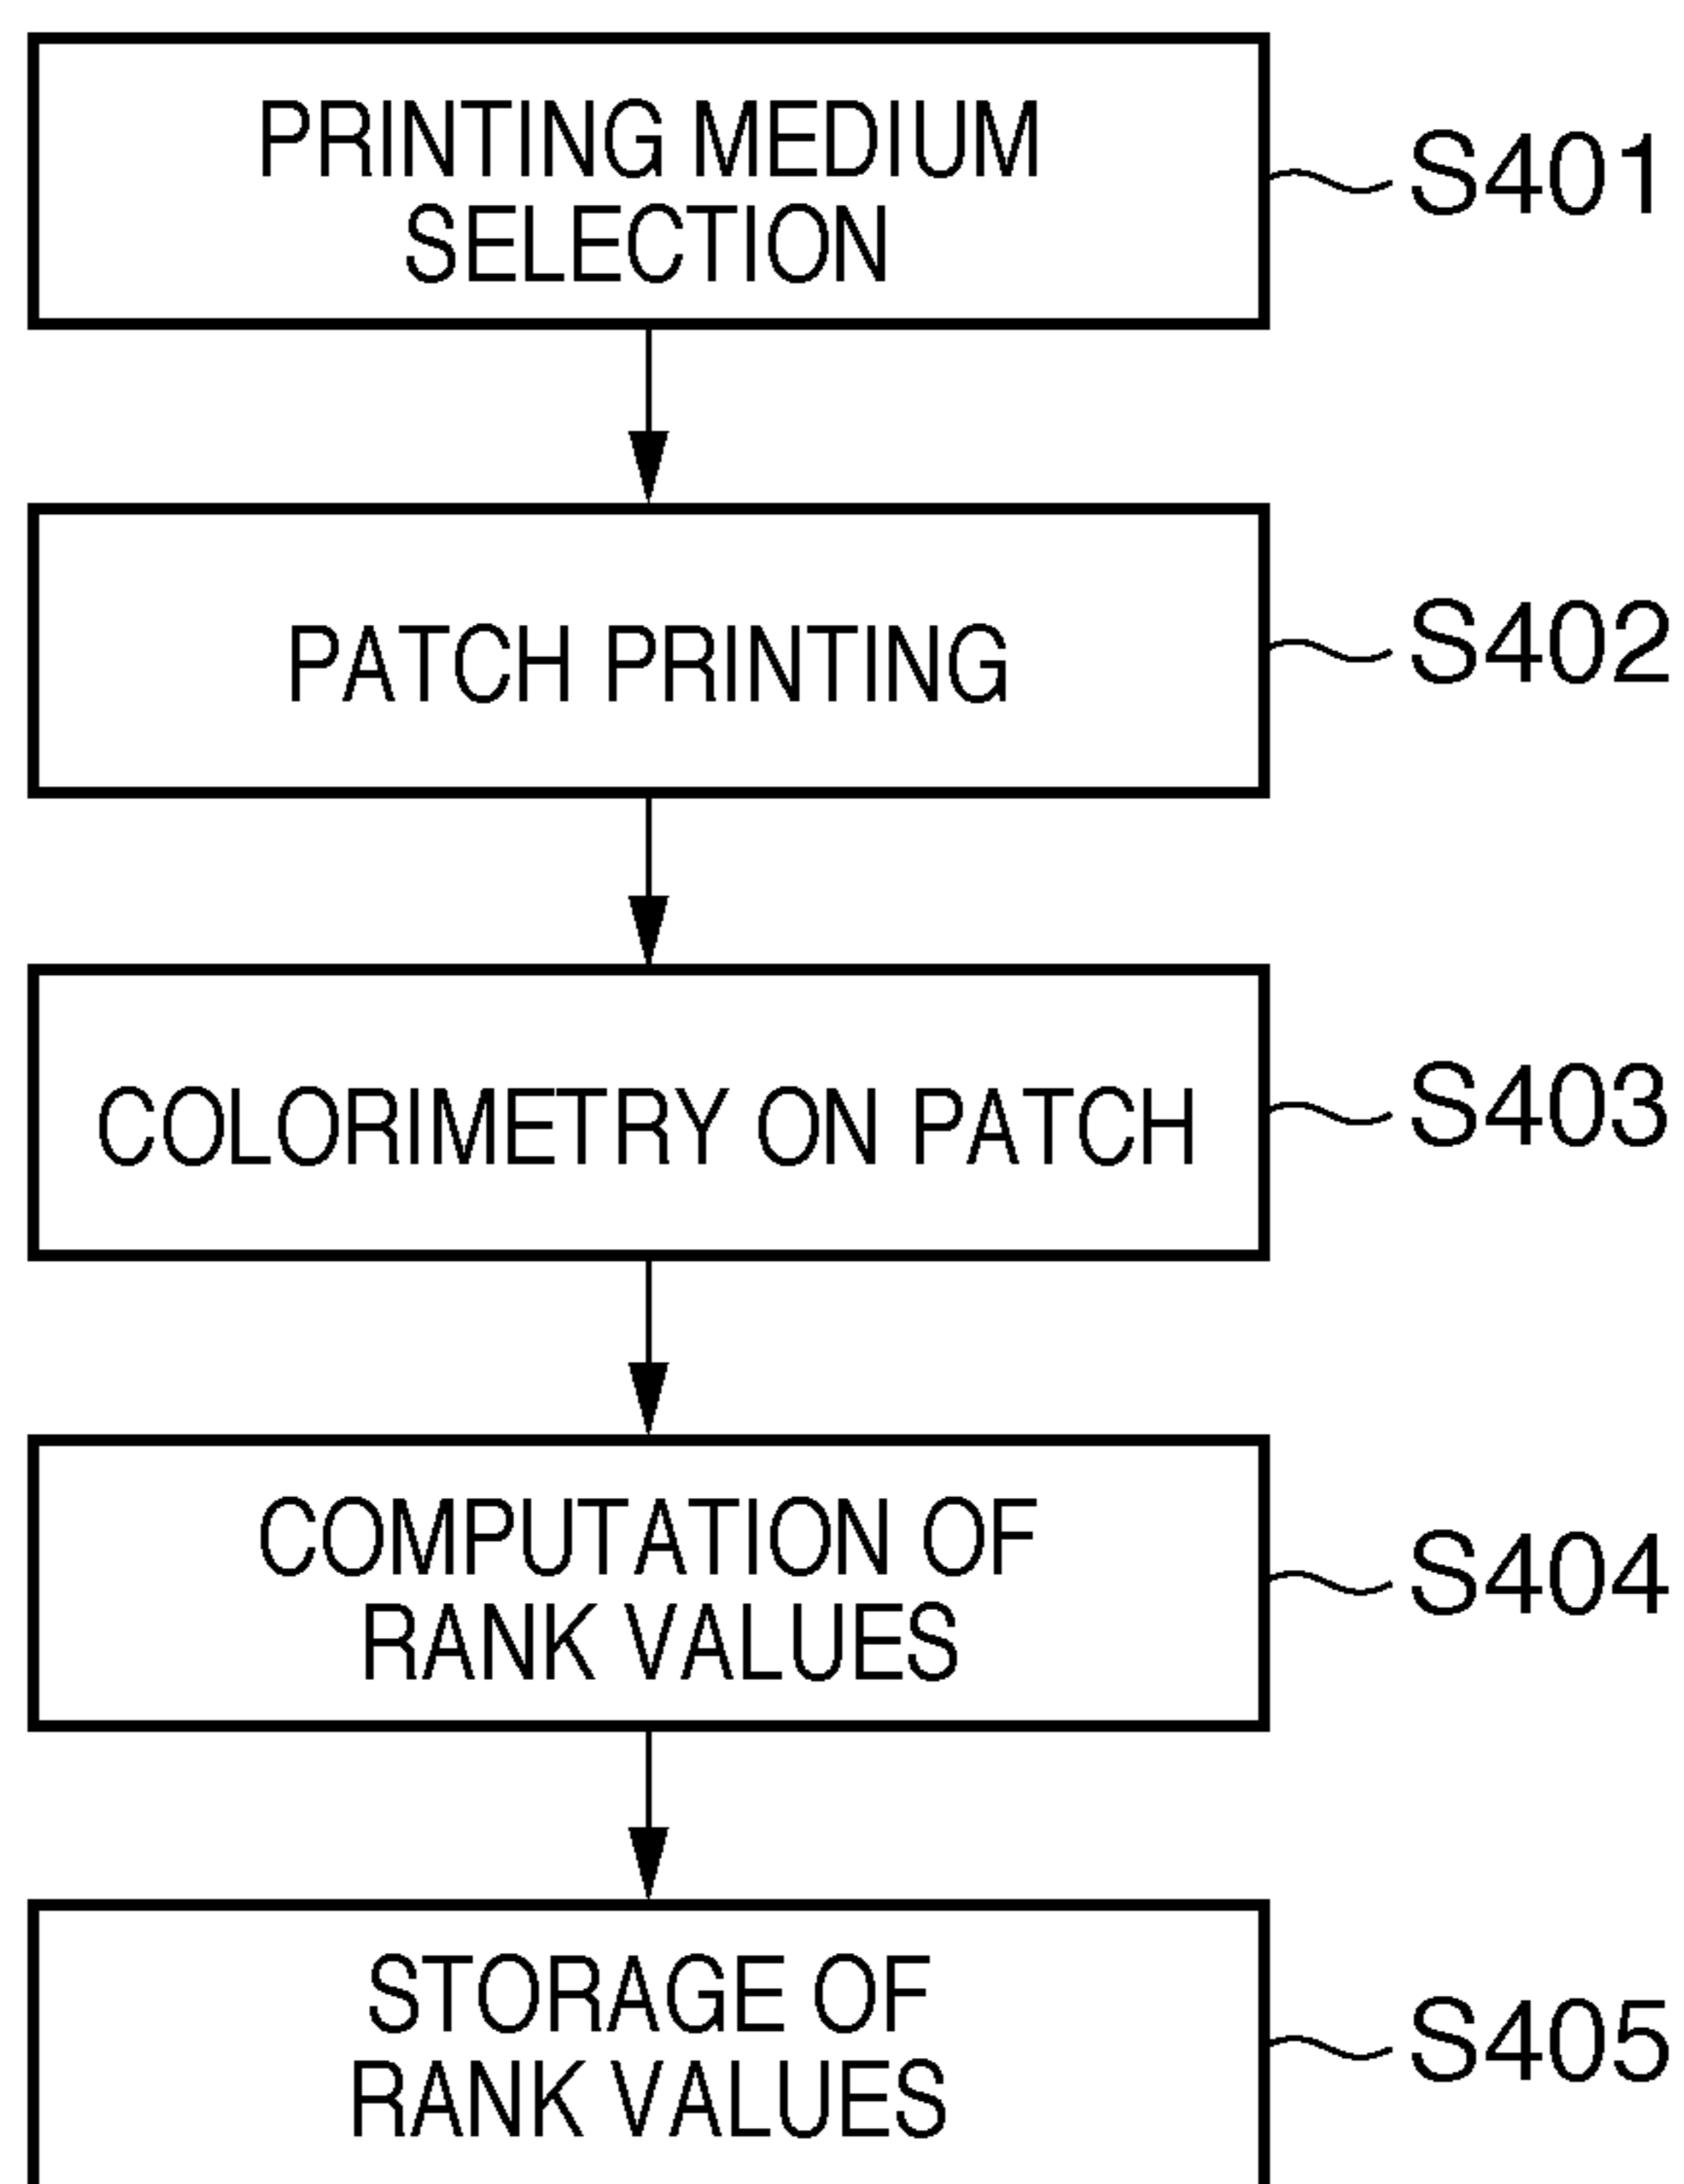 PRINTING MEDIUM
SELECTION
S401
PATCH PRINTING
S402
COLORIMETRY ON PATCH
S403
COMPUTATION OF
RANK VALUES
S404
STORAGE OF
RANK VALUES
S405